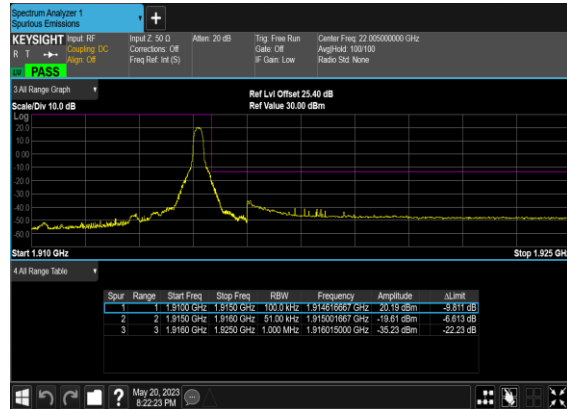 Spectrum Analyzer 1
Spurious Emissions
+
KEYSIGHT Input: RF Input Z: 50 Ω Atten: 20 dB Trig: Free Run Center Freq: 22.005000000 GHz
R T Coupling: DC Corrections: Off Gate: Off Avg|Hold: 100/100
Align: Off Freq Ref: Int (S) IF Gain: Low Radio Std: None
PASS
3 All Range Graph
Ref Lvl Offset 25.40 dB
Scale/Div 10.0 dB Ref Value 30.00 dBm
Log
20.0
10.0
0.00
-10.0
-20.0
-30.0
-40.0
-50.0
-60.0
Start 1.910 GHz Stop 1.925 GHz
4 All Range Table
Spur Range Start Freq Stop Freq RBW Frequency Amplitude ΔLimit
1 1 1.9100 GHz 1.9150 GHz 100.0 kHz 1.914616667 GHz 20.19 dBm -9.811 dB
2 2 1.9150 GHz 1.9160 GHz 51.00 kHz 1.915001667 GHz -19.61 dBm -6.613 dB
3 3 1.9160 GHz 1.9250 GHz 1.000 MHz 1.916015000 GHz -35.23 dBm -22.23 dB
? May 20, 2023
8:22:23 PM